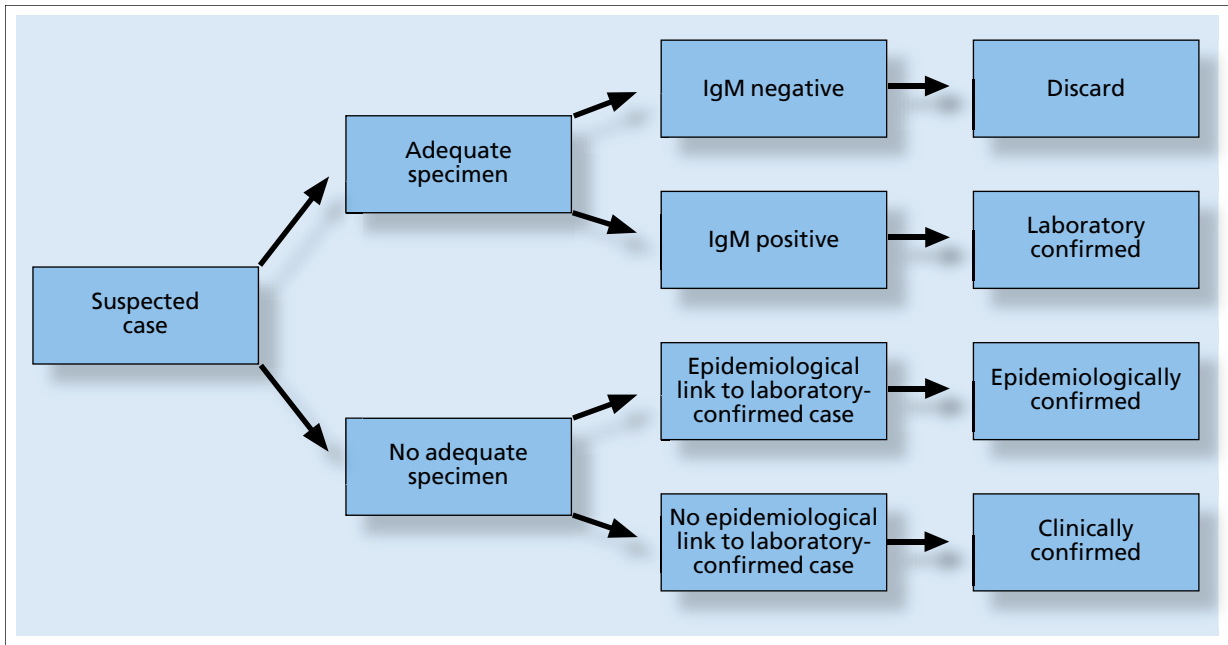 Suspected
case
Adequate
specimen
No adequate
specimen
IgM negative
IgM positive
Epidemiological
link to laboratory-
confirmed case
No epidemiological
link to laboratory-
confirmed case
Discard
Laboratory
confirmed
Epidemiologically
confirmed
Clinically
confirmed